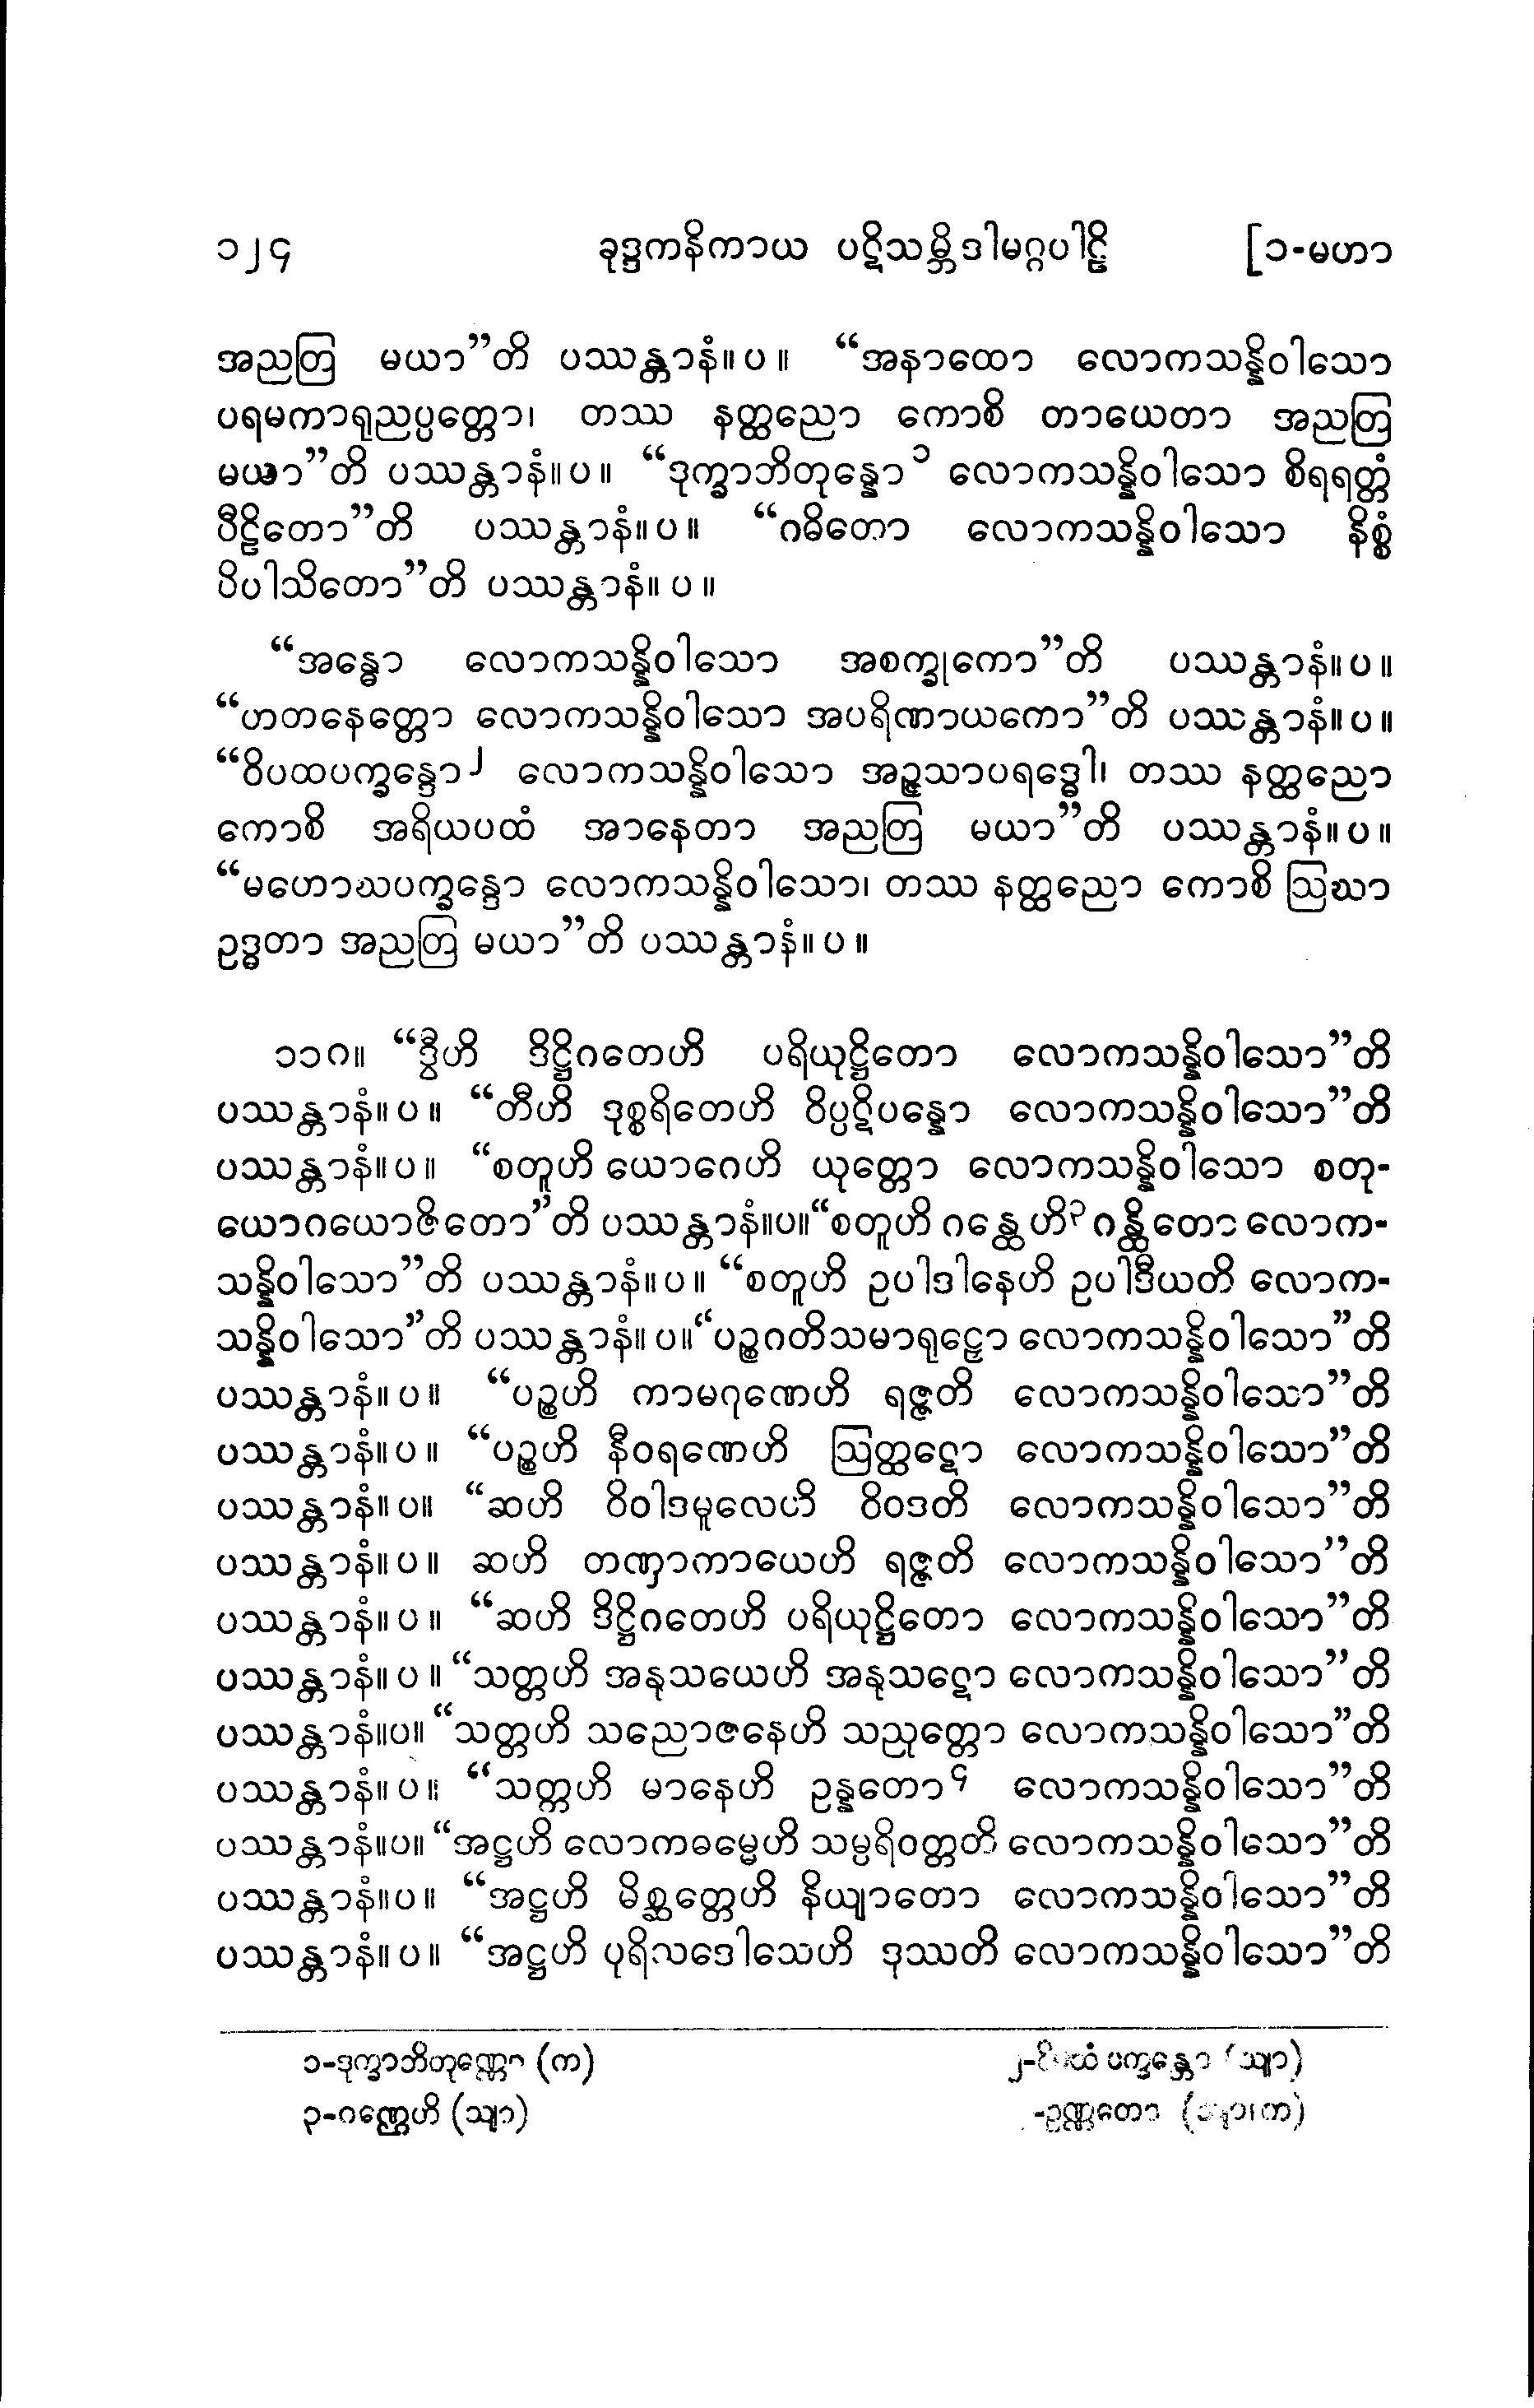 ၁၂၄ ခုဒ္ဒကနိကာယ ပဋိသမ္ဘိဒါမဂ္ဂပါဠိ [၁-မဟာ
အညတြ မယာ”တိ ပဿန္တာနံ။ပ။ “အနာထော လောကသန္နိဝါသော
ပရမကာရုညပ္ပတ္တော၊ တဿ နတ္ထညော ကောစိ တာယေတာ အညတြ
မယာ”တိ ပဿန္တာနံ။ပ။ “ဒုက္ခာဘိတုန္နော၁ လောကသန္နိဝါသော စိရရတ္တံ
ပီဠိတော”တိ ပဿန္တာနံ။ပ။ “ဂဓိတော လောကသန္နိဝါသော နိစ္စံ
ပိပါသိတော”တိ ပဿန္တာနံ။ပ။
“အန္ဓော လောကသန္နိဝါသော အစက္ခုကော”တိ ပဿန္တာနံ။ပ။
“ဟတနေတ္တော လောကသန္နိဝါသော အပရိဏာယကော”တိ ပဿန္တာနံ။ပ။
“ဝိပထပက္ခန္ဒော၂ လောကသန္နိဝါသော အဉ္ဇသာပရဒ္ဓေါ၊ တဿ နတ္ထညော
ကောစိ အရိယပထံ အာနေတာ အညတြ မယာ”တိ ပဿန္တာနံ။ပ။
“မဟောဃပက္ခန္ဒော လောကသန္နိဝါသော၊ တဿ နတ္ထညော ကောစိ ဩဃာ
ဥဒ္ဓတာ အညတြ မယာ”တိ ပဿန္တာနံ။ပ။
၁၁၈။ “ဒွီဟိ ဒိဋ္ဌိဂတေဟိ ပရိယုဋ္ဌိတော လောကသန္နိဝါသော”တိ
ပဿန္တာနံ။ပ။ “တီဟိ ဒုစ္စရိတေဟိ ဝိပ္ပဋိပန္နော လောကသန္နိဝါသော”တိ
ပဿန္တာနံ။ပ။ “စတူဟိ ယောဂေဟိ ယုတ္တော လောကသန္နိဝါသော စတု-
ယောဂယောဇိတော”တိ ပဿန္တာနံ။ပ။“စတူဟိ ဂန္ထေဟိ၃ ဂန္ထိတော လောက-
သန္နိဝါသော”တိ ပဿန္တာနံ။ပ။ “စတူဟိ ဥပါဒါနေဟိ ဥပါဒီယတိ လောက-
သန္နိဝါသော”တိ ပဿန္တာနံ။ပ။“ပဉ္စဂတိသမာရုဠှော လောကသန္နိဝါသော”တိ
ပဿန္တာနံ။ပ။ “ပဉ္စဟိ ကာမဂုဏေဟိ ရဇ္ဇတိ လောကသန္နိဝါသော”တိ
ပဿန္တာနံ။ပ။ “ပဉ္စဟိ နီဝရဏေဟိ ဩတ္ထဋော လောကသန္နိဝါသော”တိ
ပဿန္တာနံ။ပ။ “ဆဟိ ဝိဝါဒမူလေဟိ ဝိဝဒတိ လောကသန္နိဝါသော”တိ
ပဿန္တာနံ။ပ။ ဆဟိ တဏှာကာယေဟိ ရဇ္ဇတိ လောကသန္နိဝါသော”တိ
ပဿန္တာနံ။ပ။ “ဆဟိ ဒိဋ္ဌိဂတေဟိ ပရိယုဋ္ဌိတော လောကသန္နိဝါသော”တိ
ပဿန္တာနံ။ပ။ “သတ္တဟိ အနုသယေဟိ အနုသဋော လောကသန္နိဝါသော”တိ
ပဿန္တာနံ။ပ။ “သတ္တဟိ သညောဇနေဟိ သညုတ္တော လောကသန္နိဝါသော”တိ
ပဿန္တာနံ။ပ။ “သတ္တဟိ မာနေဟိ ဥန္နတော၄ လောကသန္နိဝါသော”တိ
ပဿန္တာနံ။ပ။ “အဋ္ဌဟိ လောကဓမ္မေဟိ သမ္ပရိဝတ္တတိ လောကသန္နိဝါသော”တိ
ပဿန္တာနံ။ပ။ “အဋ္ဌဟိ မိစ္ဆတ္တေဟိ နိယျာတော လောကသန္နိဝါသော”တိ
ပဿန္တာနံ။ပ။ “အဋ္ဌဟိ ပုရိသဒေါသေဟိ ဒုဿတိ လောကသန္နိဝါသော”တိ
၁-ဒုက္ခာဘိတုဏ္ဏော (က) ပက္ခန္တော (သျာ)
၃-ဂဏ္ဌေဟိ (သျာ) -ဥဏ္ဏတော